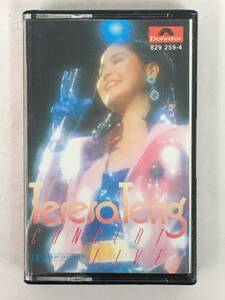 Polydor
829 259-4
Teresa Teng
CONCERT
LIVE